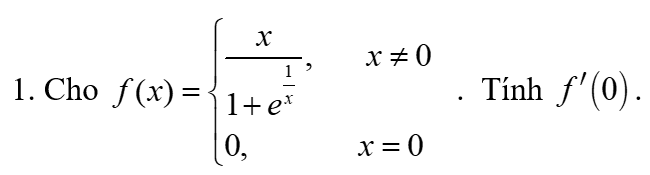 1. Cho f(x) = { x / (1 + e^(1/x)), x ≠ 0
0, x = 0 . Tính f′(0).